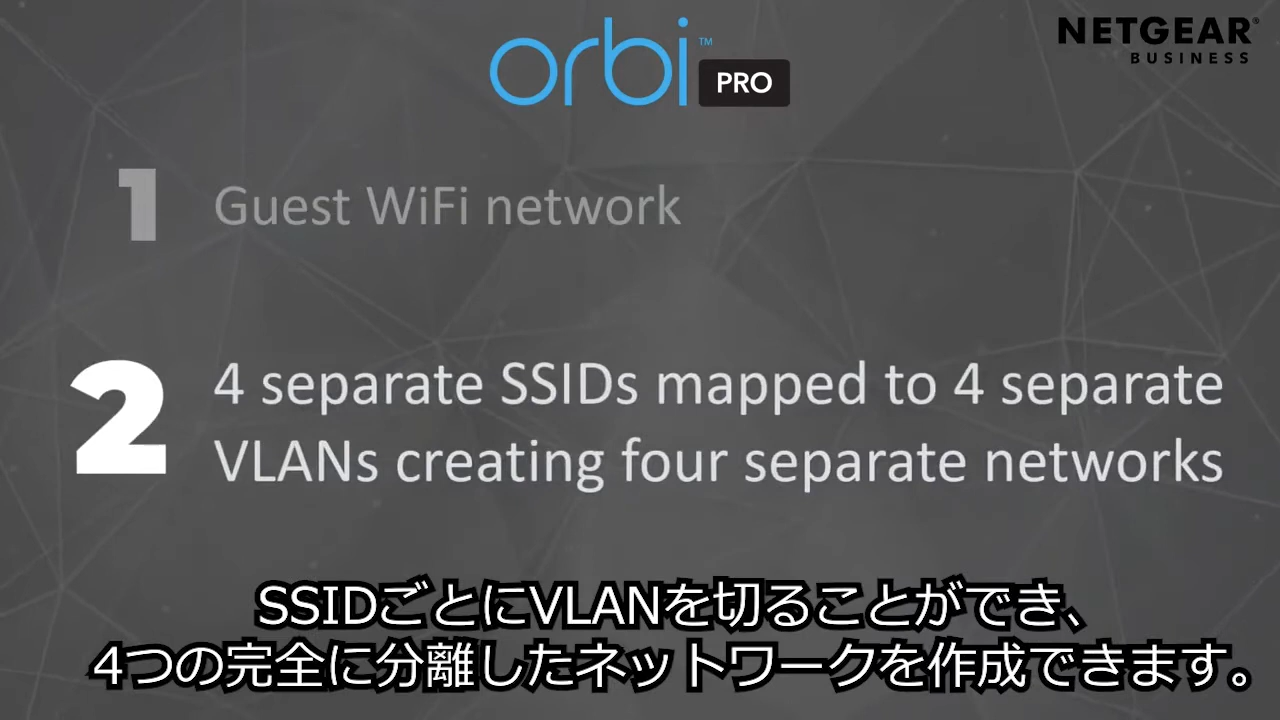 orbi™ PRO
NETGEAR®
BUSINESS
1 Guest WiFi network
2 4 separate SSIDs mapped to 4 separate
VLANs creating four separate networks
SSIDごとにVLANを切ることができ、
4つの完全に分離したネットワークを作成できます。